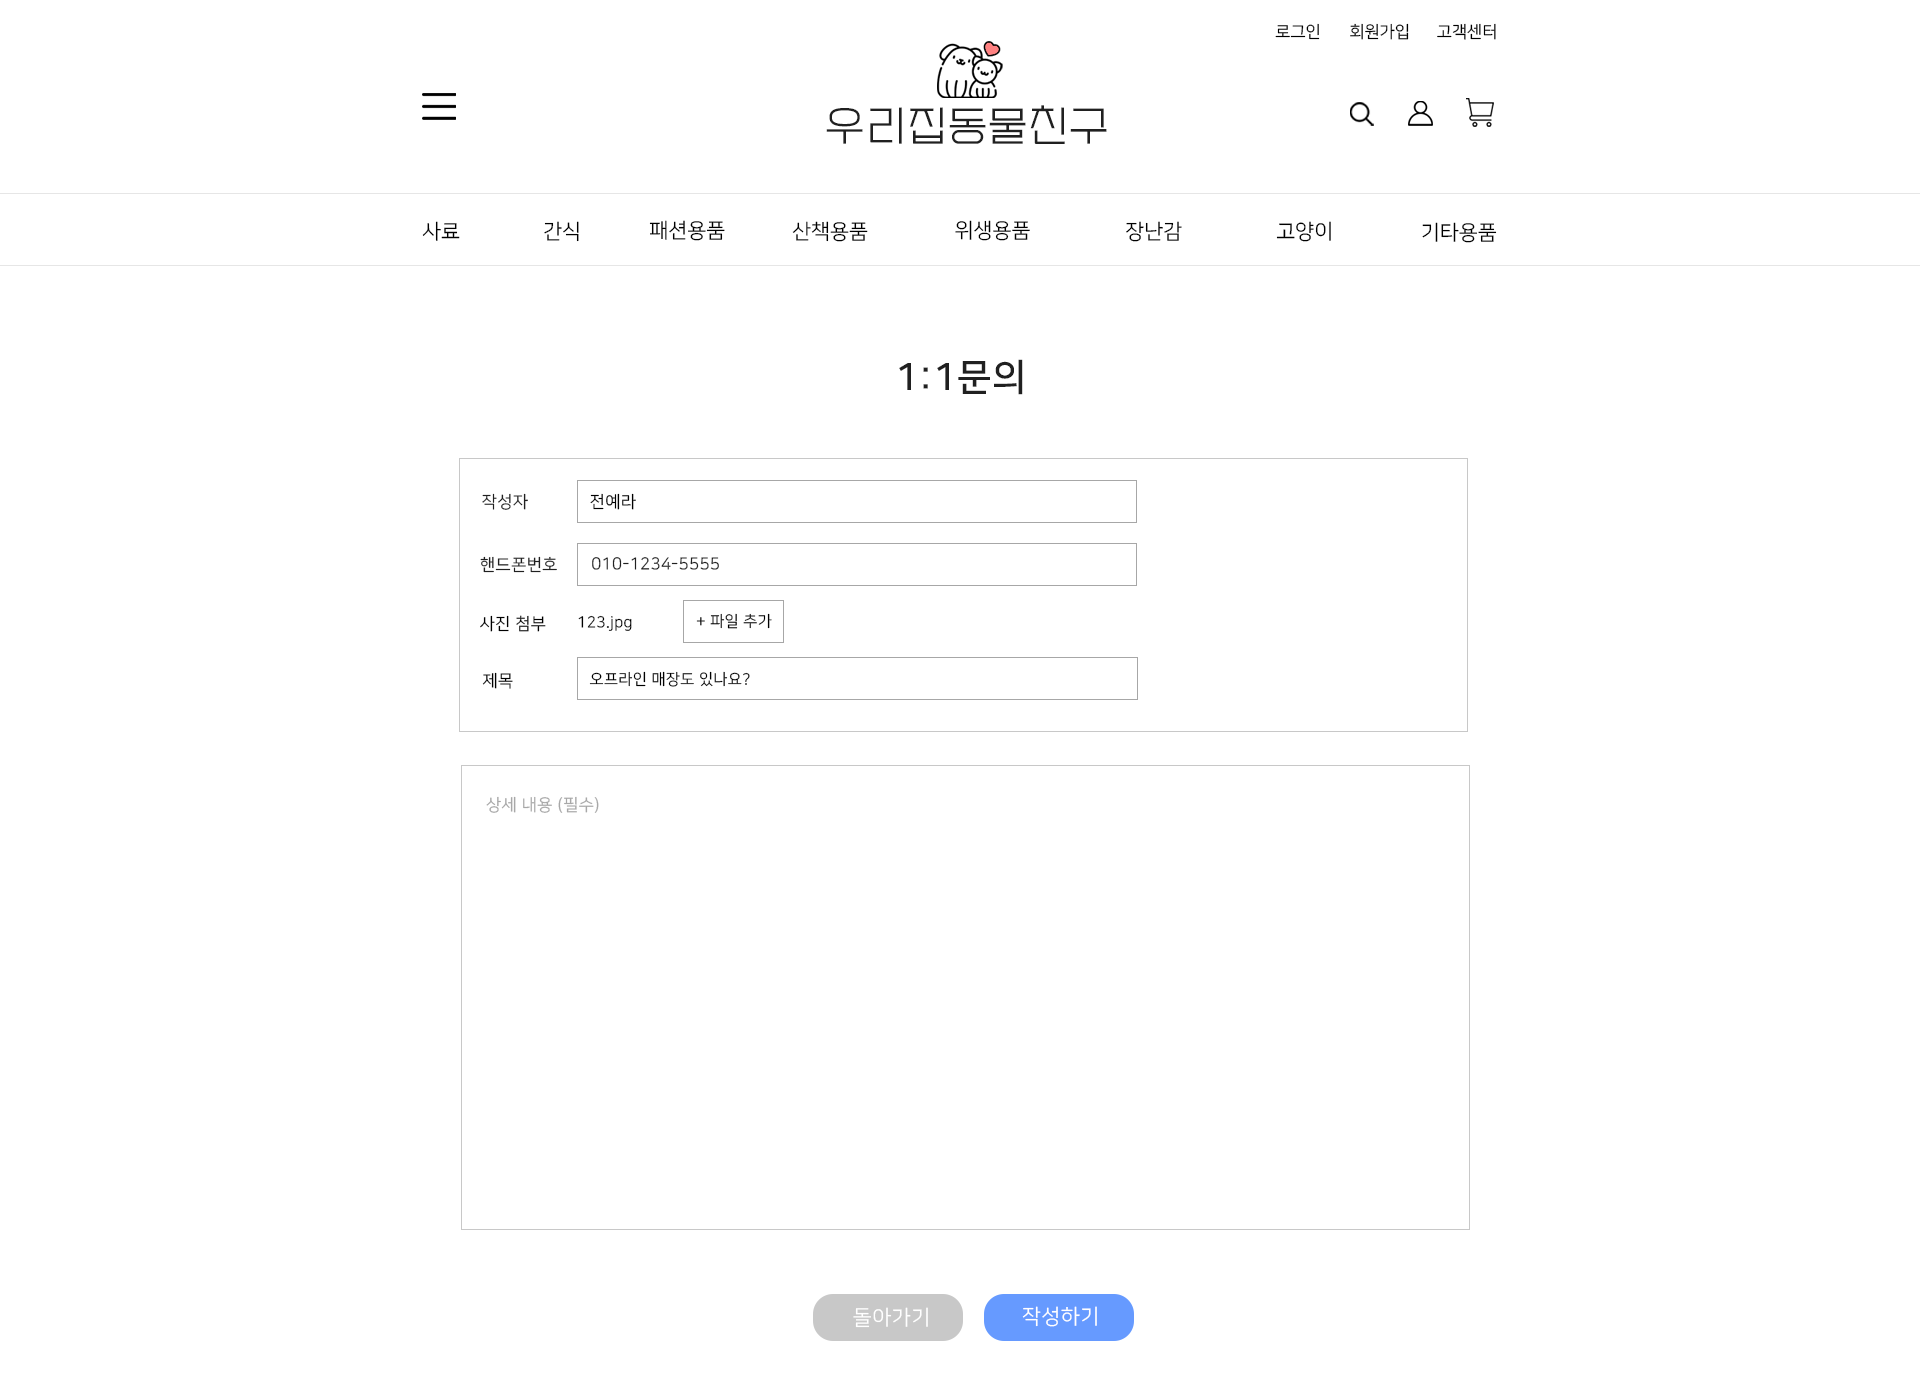 로그인 회원가입 고객센터
우리집동물친구
사료 간식 패션용품 산책용품 위생용품 장난감 고양이 기타용품
1:1문의
작성자 전예라
핸드폰번호 010-1234-5555
사진 첨부 123.jpg + 파일 추가
제목 오프라인 매장도 있나요?
상세 내용 (필수)
돌아가기 작성하기